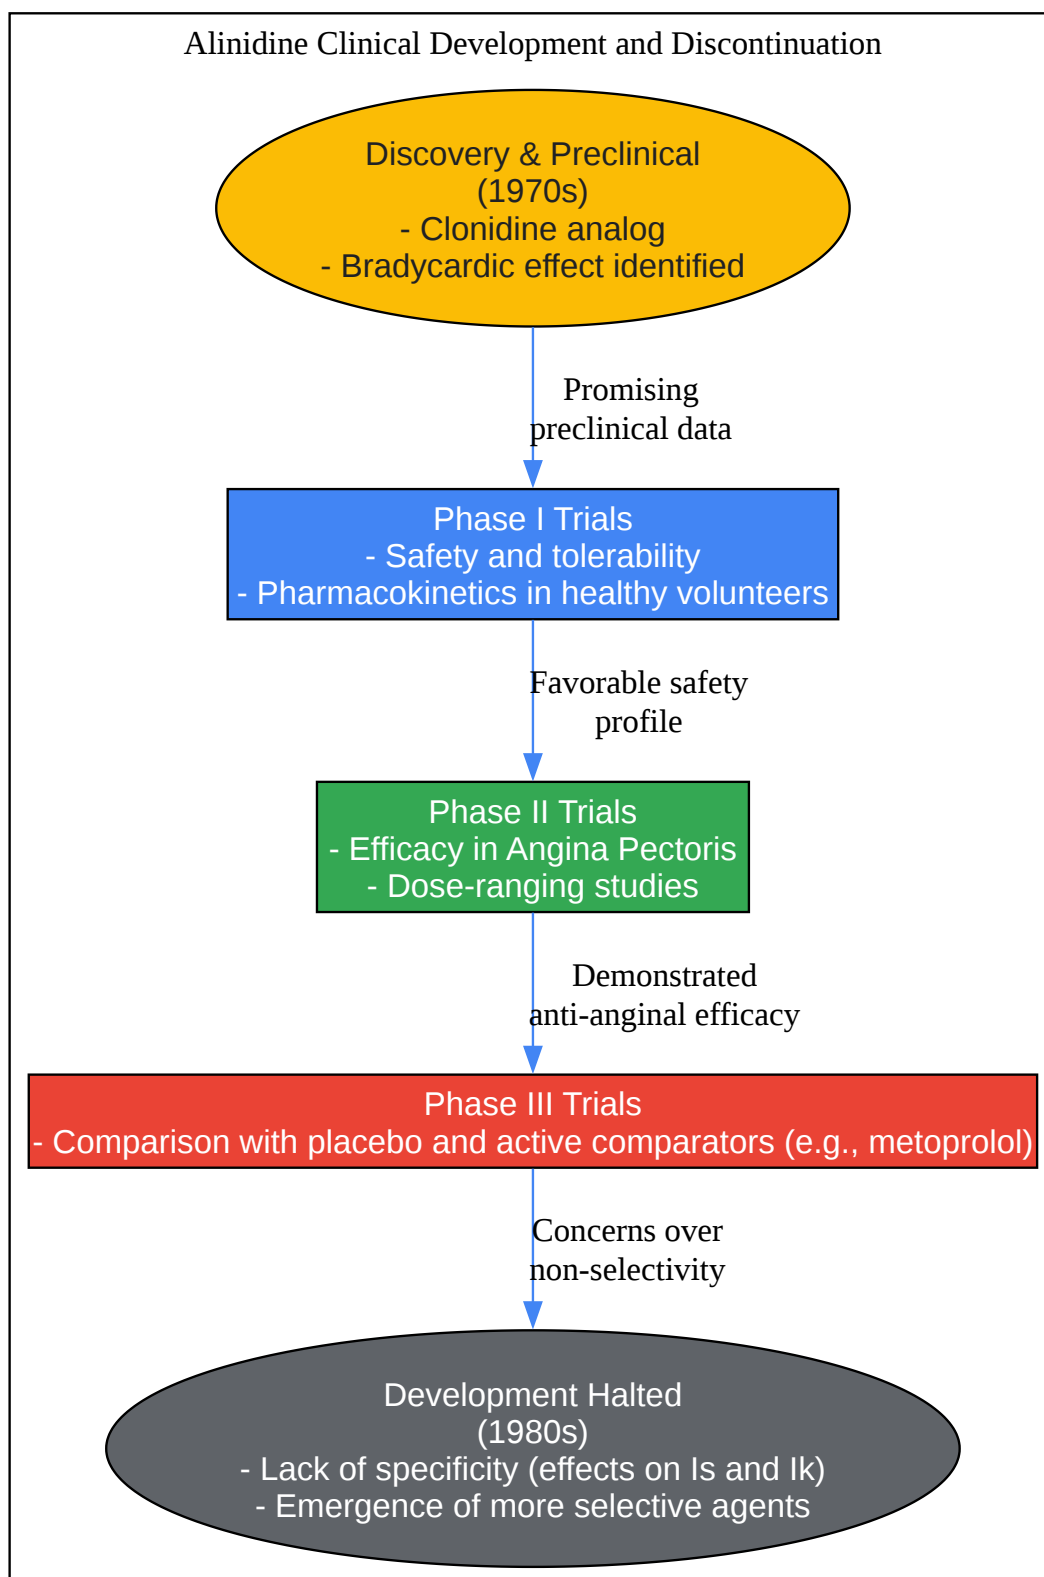 Alinidine Clinical Development and Discontinuation
Discovery & Preclinical
(1970s)
- Clonidine analog
- Bradycardic effect identified
Promising
preclinical data
Phase I Trials
- Safety and tolerability
- Pharmacokinetics in healthy volunteers
Favorable safety
profile
Phase II Trials
- Efficacy in Angina Pectoris
- Dose-ranging studies
Demonstrated
anti-anginal efficacy
Phase III Trials
- Comparison with placebo and active comparators (e.g., metoprolol)
Concerns over
non-selectivity
Development Halted
(1980s)
- Lack of specificity (effects on Is and Ik)
- Emergence of more selective agents